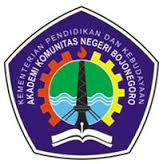 KEMENTERIAN PENDIDIKAN DAN KEBUDAYAAN
AKADEMI KOMUNITAS NEGERI BOJONEGORO